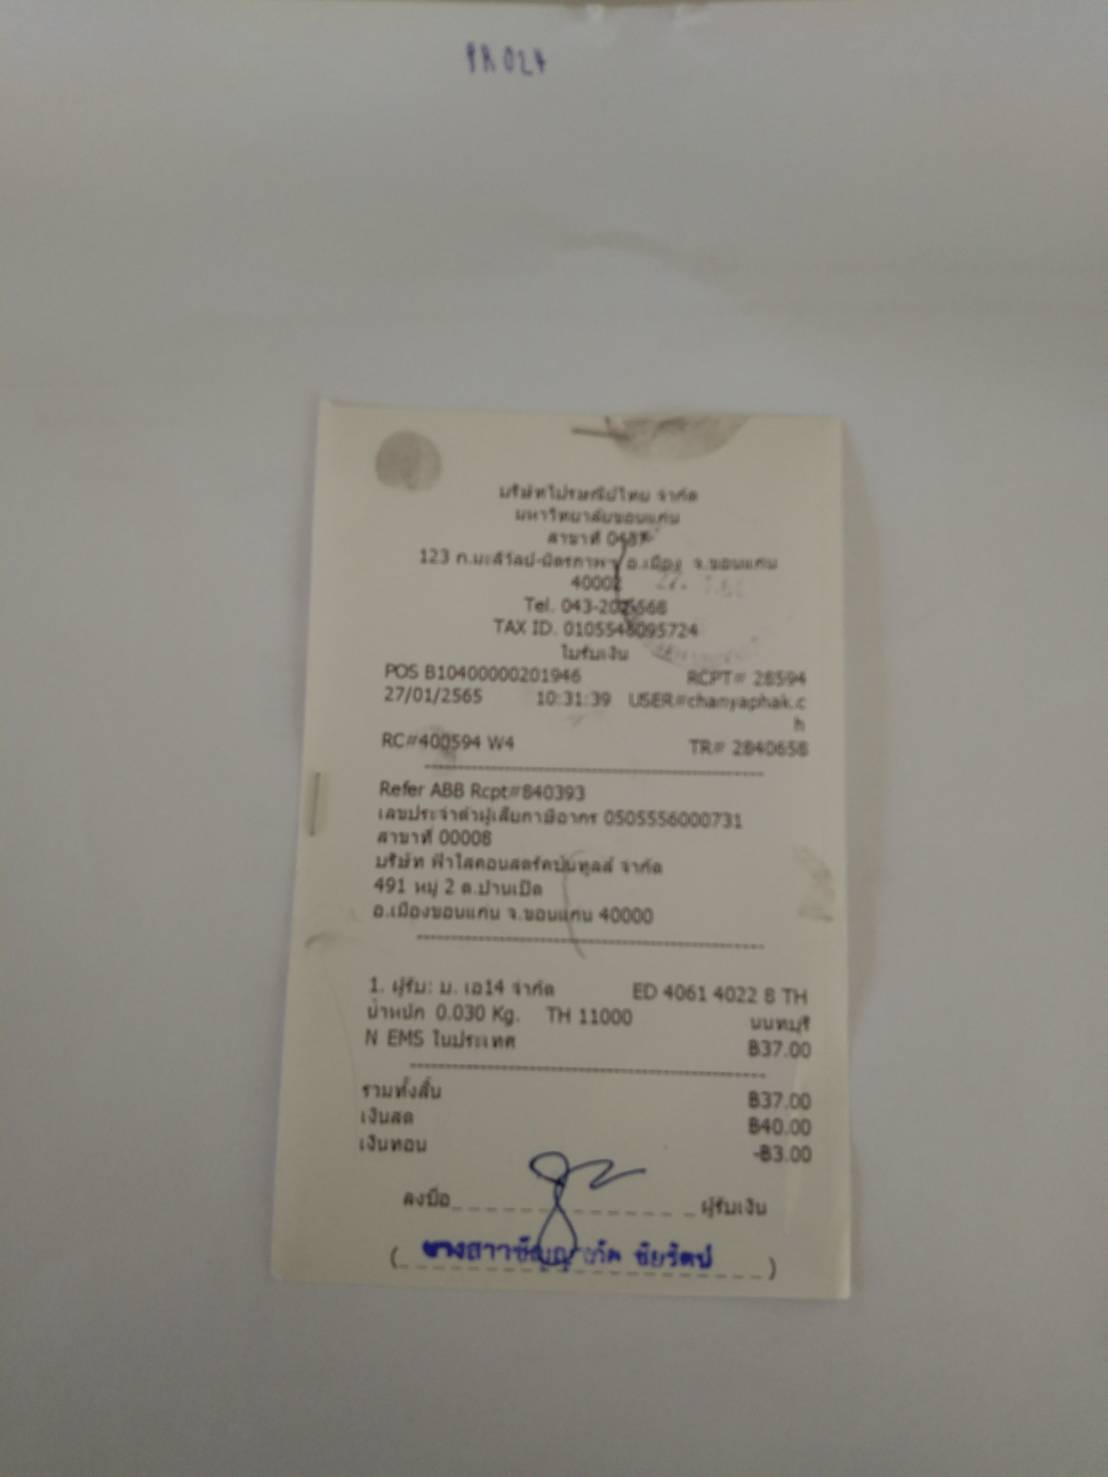 บริษัทไปรษณีย์ไทย จำกัด
มหาวิทยาลัยขอนแก่น
สาขาที่
123 ถ.มะลิวัลย์-มิตรภาพ อ.เมือง จ.ขอนแก่น
40002
Tel.
TAX ID. 0105546095724
ใบรับเงิน
POS B10400000201946 RCPT# 28594
27/01/2565 10:31:39 USER#chanyaphak.c
h
RC#400594 W4 TR# 2840658
Refer ABB Rcpt#840393
เลขประจำตัวผู้เสียภาษีอากร 0505556000731
สาขาที่ 00008
บริษัท ฟ้าใสคอนสตรัคชั่นทูลส์ จำกัด
491 หมู่ 2 ต.บ้านเป็ด
อ.เมืองขอนแก่น จ.ขอนแก่น 40000
1. ผู้รับ: บ. เอ14 จำกัด ED 4061 4022 8 TH
น้ำหนัก 0.030 Kg. TH 11000 นนทบุรี
N EMS ในประเทศ ฿37.00
รวมทั้งสิ้น ฿37.00
เงินสด ฿40.00
เงินทอน -฿3.00
ลงมือ ผู้รับเงิน
(นางสาวชัญญาภัค ชัยรัตน์)